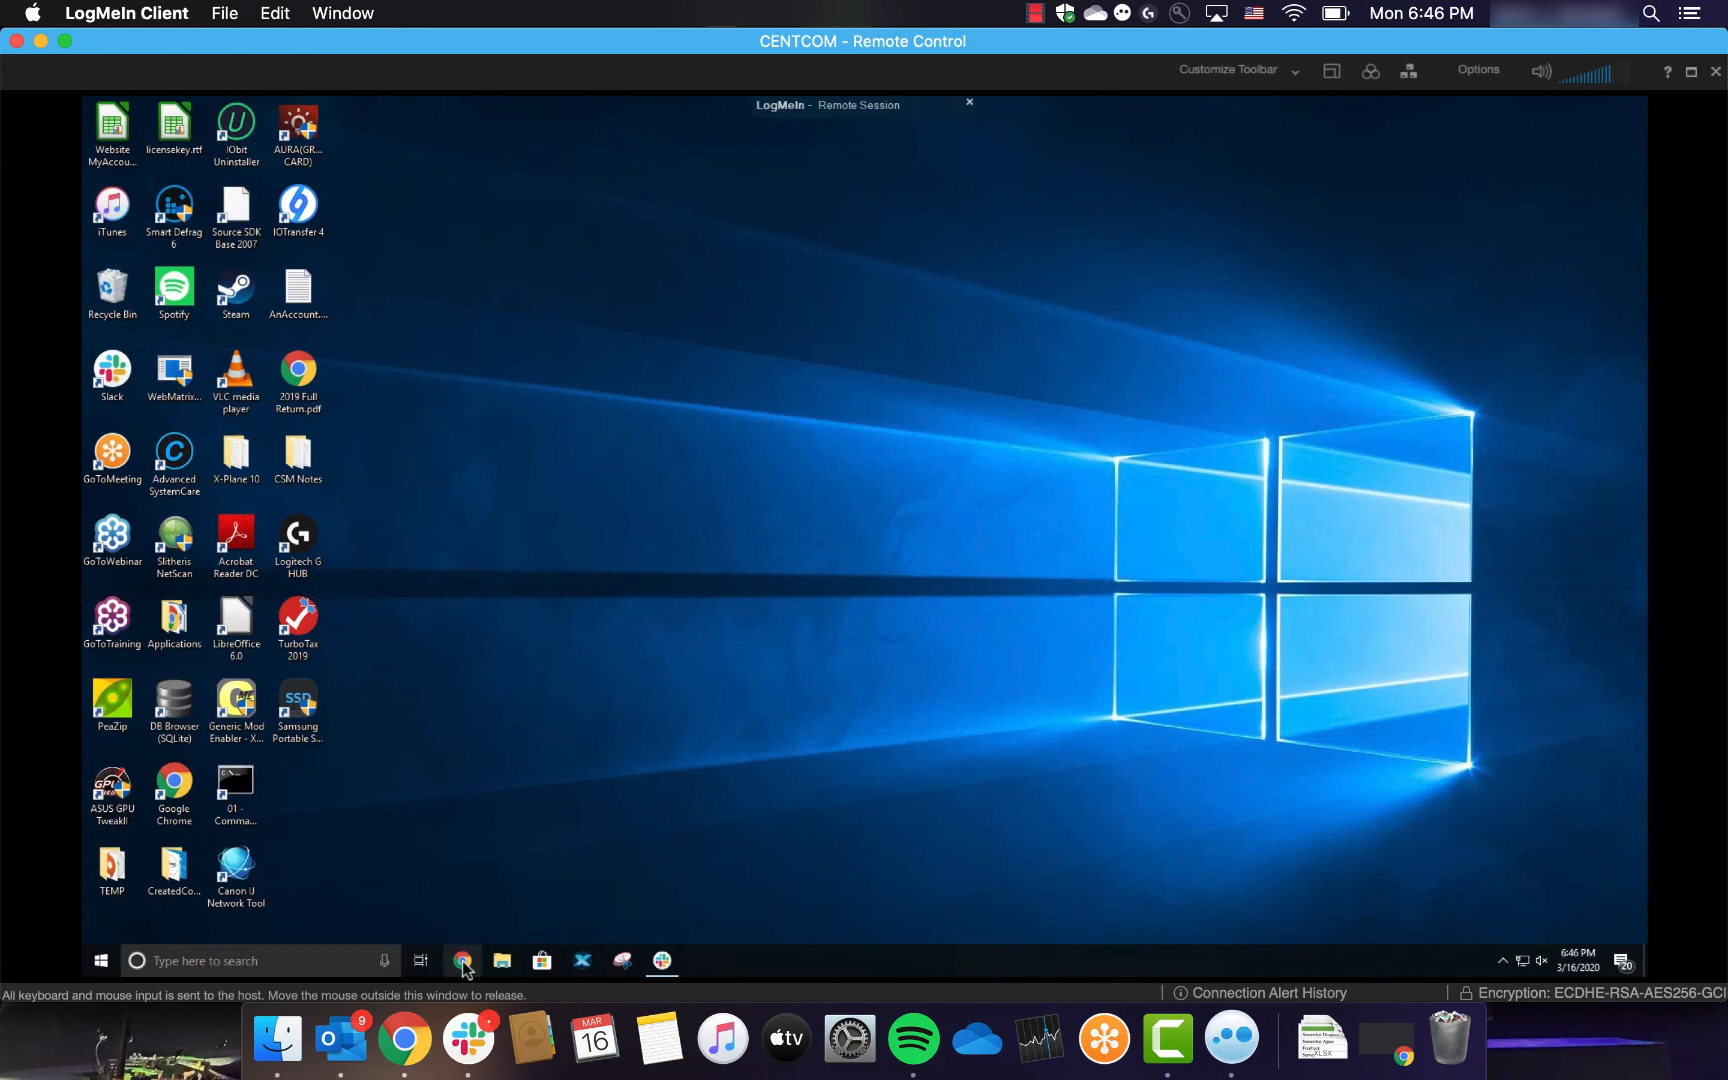 LogMeIn Client File Edit Window Mon 6:46 PM
CENTCOM - Remote Control
Customize Toolbar Options ?
LogMeIn - Remote Session
Website
MyAccou...
licensekey.rtf
IObit
Uninstaller
AURA(GR...
CARD)
iTunes
Smart Defrag
6
Source SDK
Base 2007
IOTransfer 4
Recycle Bin
Spotify
Steam
AnAccount....
Slack
WebMatrix...
VLC media
player
2019 Full
Return.pdf
GoToMeeting
Advanced
SystemCare
X-Plane 10
CSM Notes
GoToWebinar
Slitheris
NetScan
Acrobat
Reader DC
Logitech G
HUB
GoToTraining
Applications
LibreOffice
6.0
TurboTax
2019
PeaZip
DB Browser
(SQLite)
Generic Mod
Enabler - X...
SSD
Samsung
Portable S...
ASUS GPU
TweakII
Google
Chrome
01 -
Comma...
TEMP
CreatedCo...
Canon IJ
Network Tool
Type here to search
6:46 PM
3/16/2020
20
All keyboard and mouse input is sent to the host. Move the mouse outside this window to release.
Connection Alert History
Encryption: ECDHE-RSA-AES256-GCI
9
MAR
16
tv
XLSX